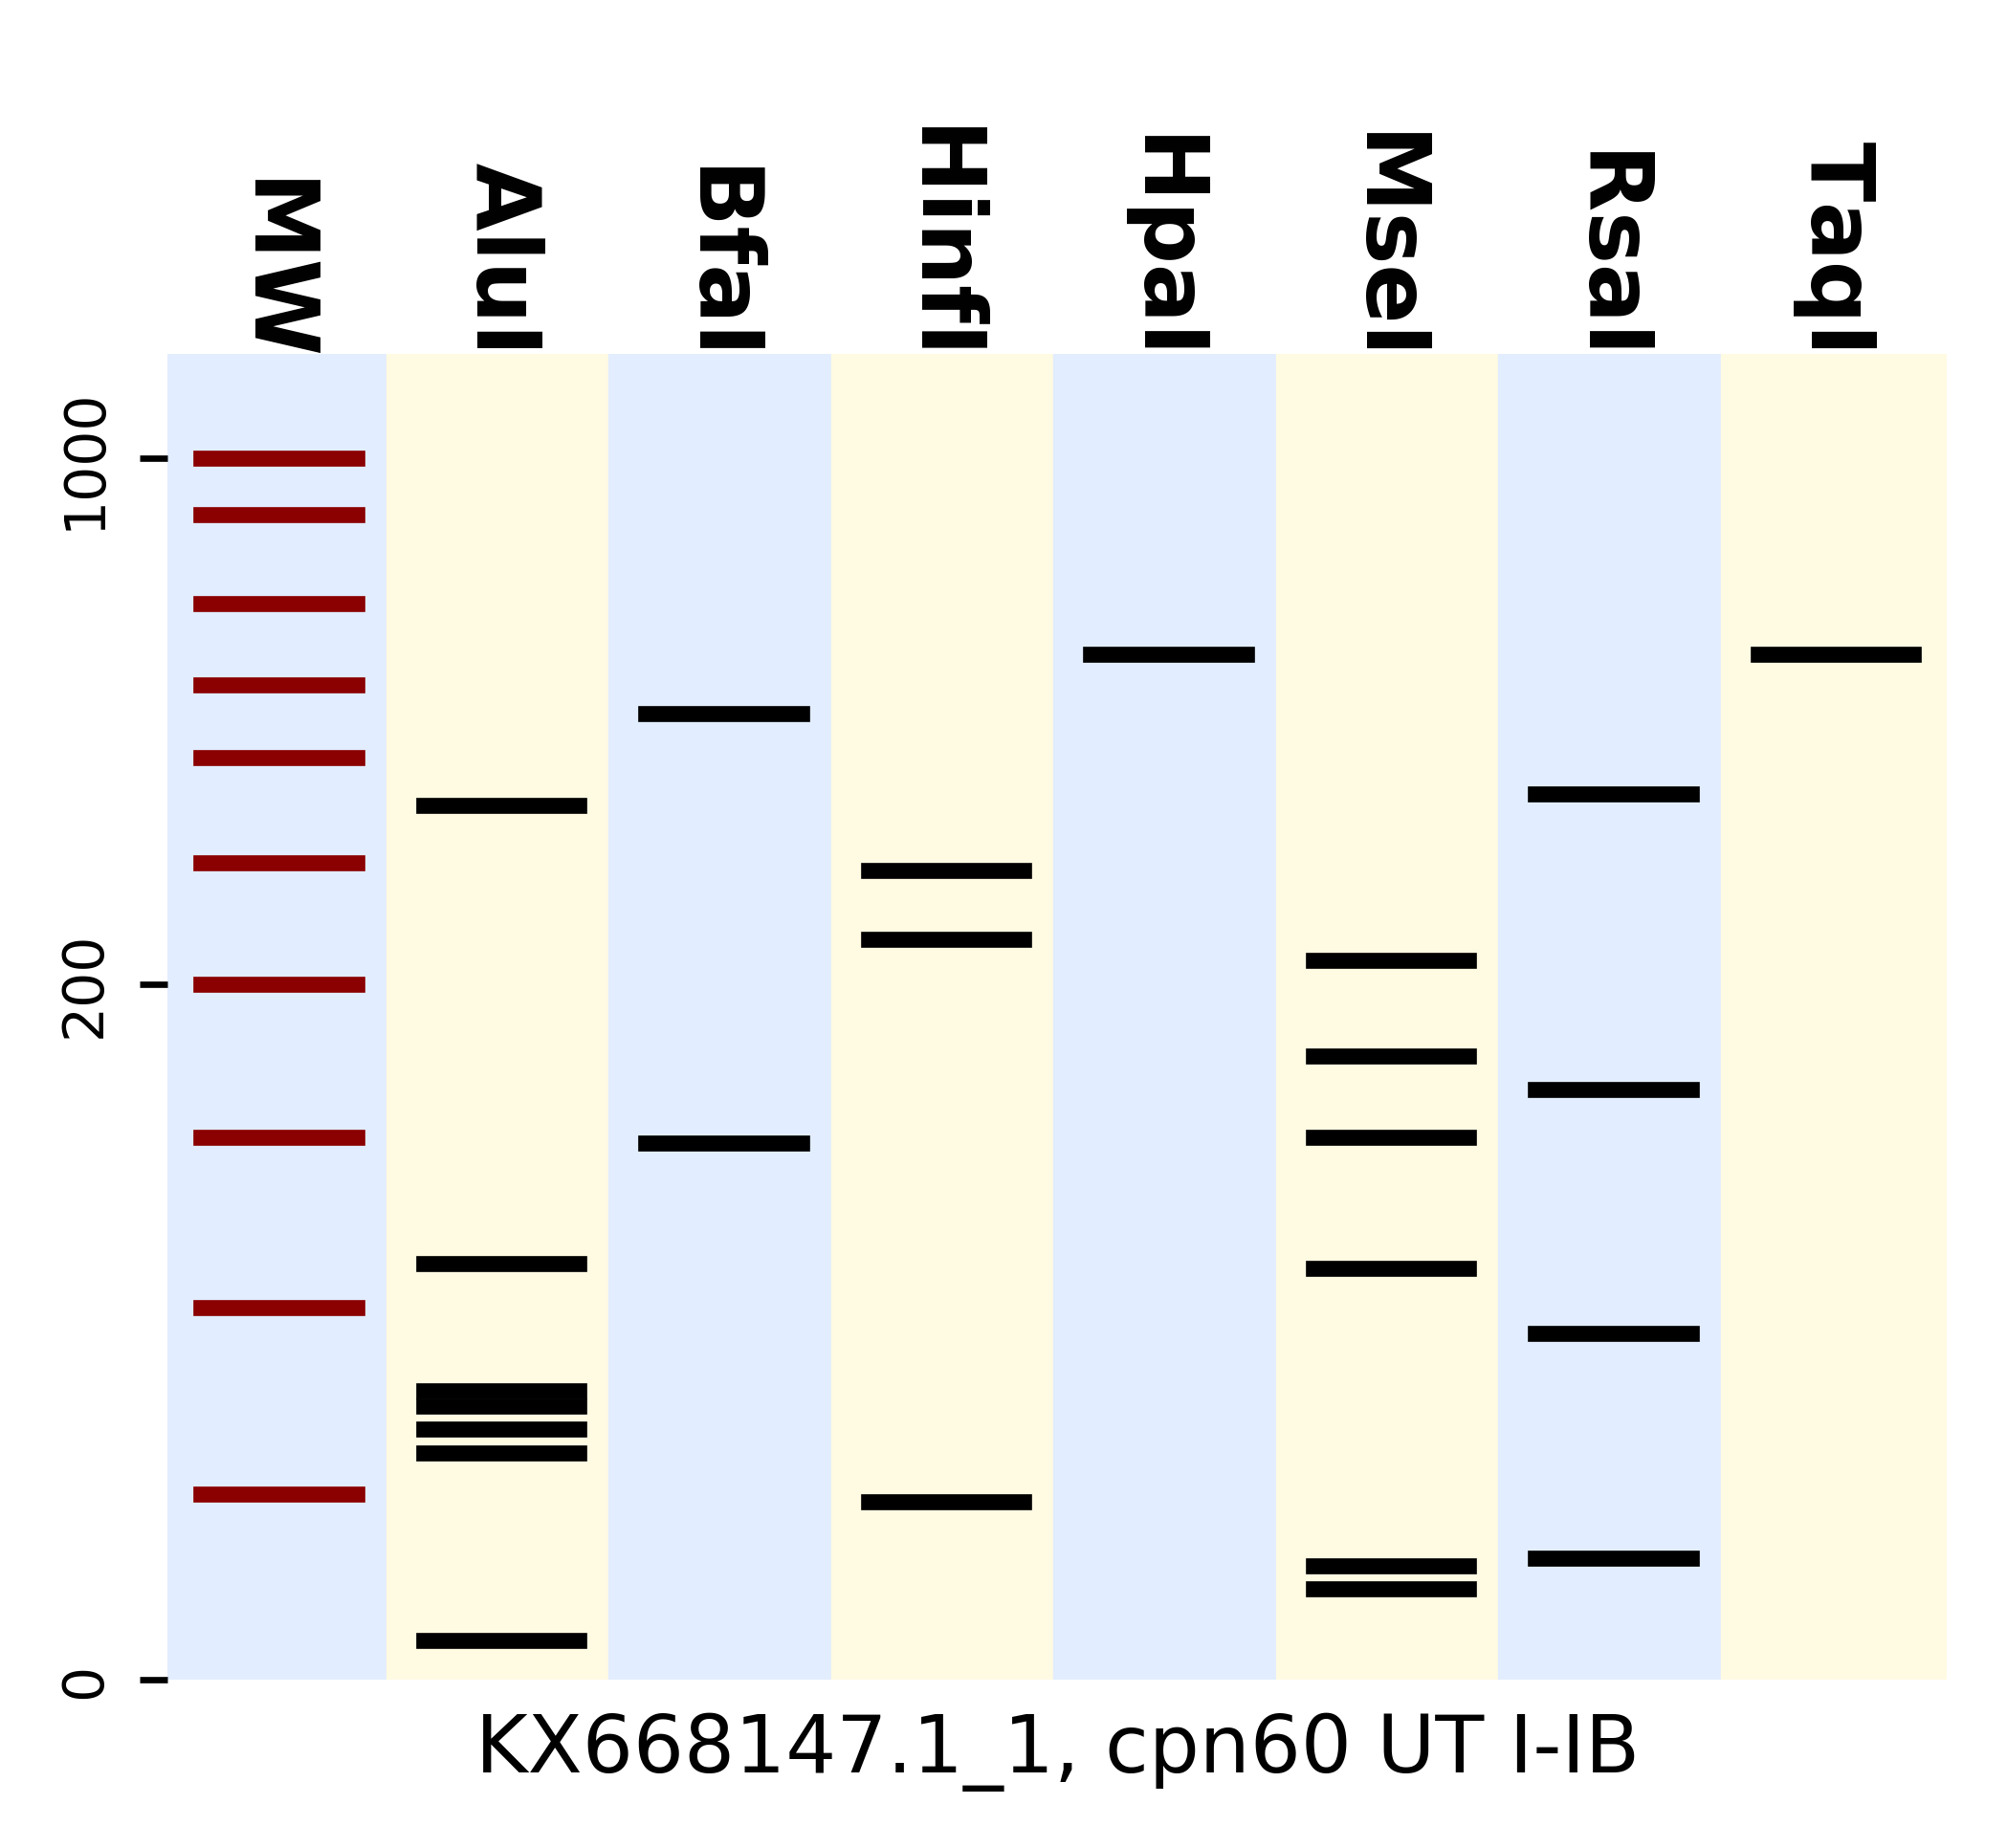 MW
AluI
BfaI
HinfI
HpaI
MseI
RsaI
TaqI
1000
200
0
KX668147.1_1, cpn60 UT I-IB